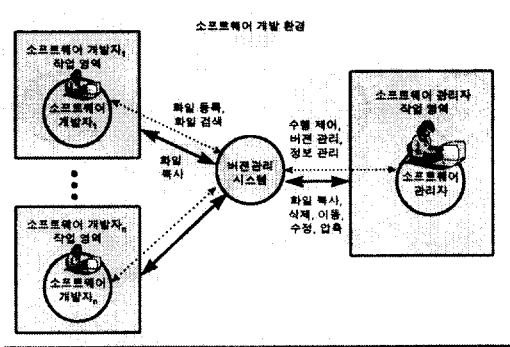 소프트웨어 개발 환경
소프트웨어 개발자₁
작업 영역
소프트웨어
개발자₁
화일 등록,
화일 검색
화일
복사
버젼관리
시스템
수행 제어,
버젼 관리,
정보 관리
화일 복사,
삭제, 이동,
수정, 압축
소프트웨어 관리자
작업 영역
소프트웨어
관리자
소프트웨어 개발자ₙ
작업 영역
소프트웨어
개발자ₙ